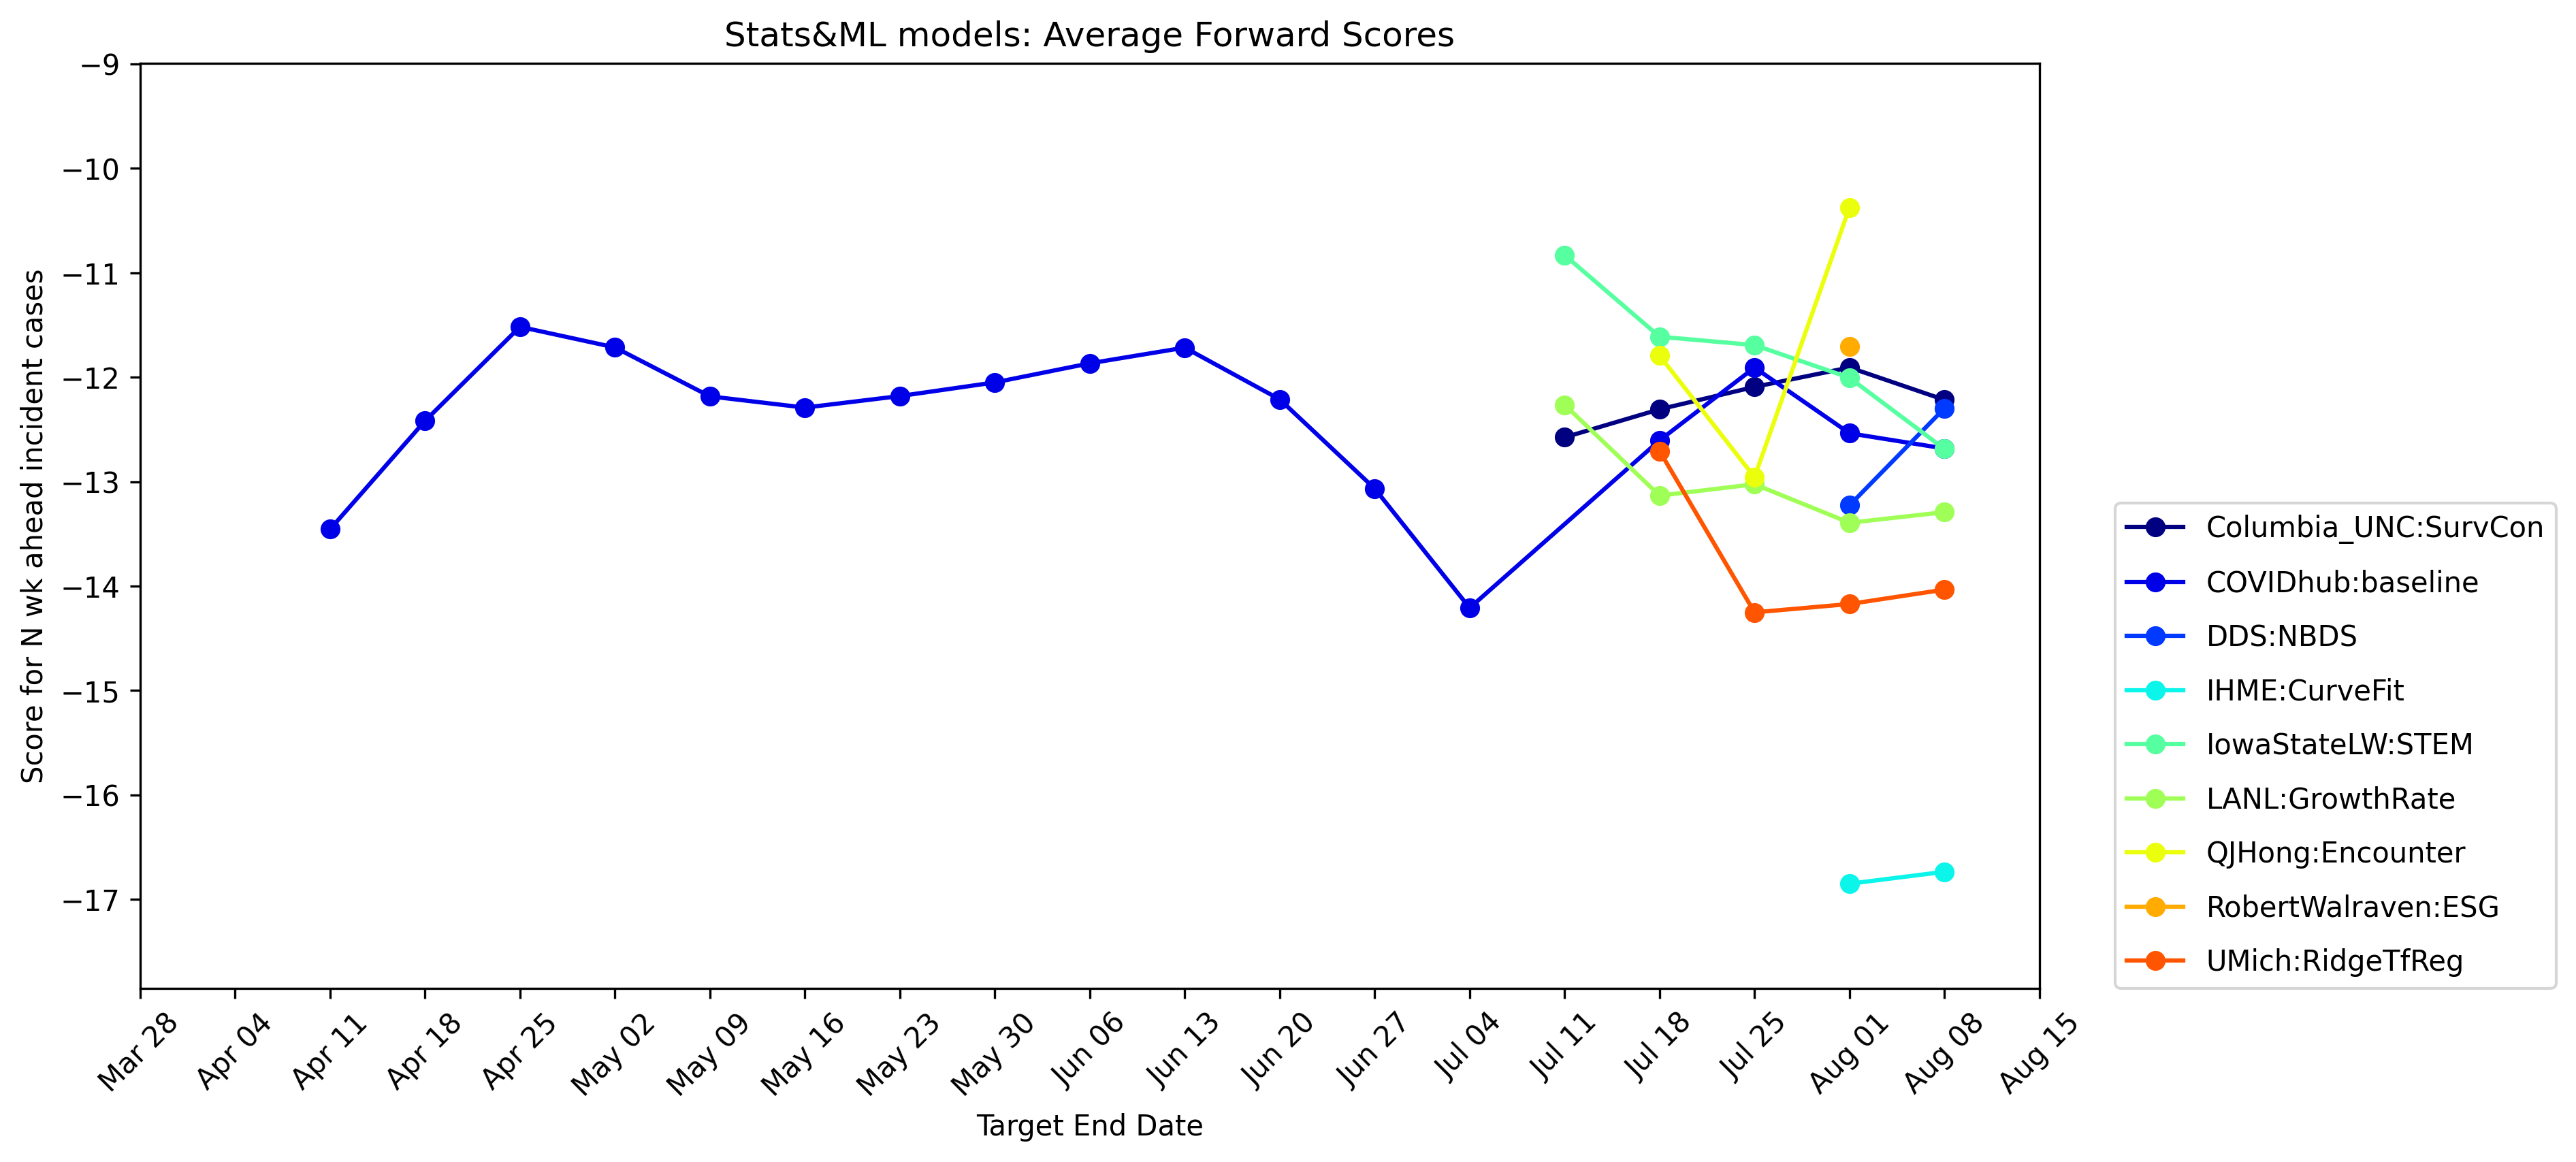 Stats&ML models: Average Forward Scores
Score for N wk ahead incident cases
−9
−10
−11
−12
−13
−14
−15
−16
−17
Mar 28
Apr 04
Apr 11
Apr 18
Apr 25
May 02
May 09
May 16
May 23
May 30
Jun 06
Jun 13
Jun 20
Jun 27
Jul 04
Jul 11
Jul 18
Jul 25
Aug 01
Aug 08
Aug 15
Target End Date
Columbia_UNC:SurvCon
COVIDhub:baseline
DDS:NBDS
IHME:CurveFit
IowaStateLW:STEM
LANL:GrowthRate
QJHong:Encounter
RobertWalraven:ESG
UMich:RidgeTfReg